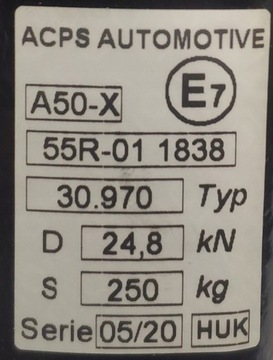 ACPS AUTOMOTIVE
A50-X E7
55R-01 1838
30.970 Typ
D 24,8 kN
S 250 kg
Serie 05/20 HUK